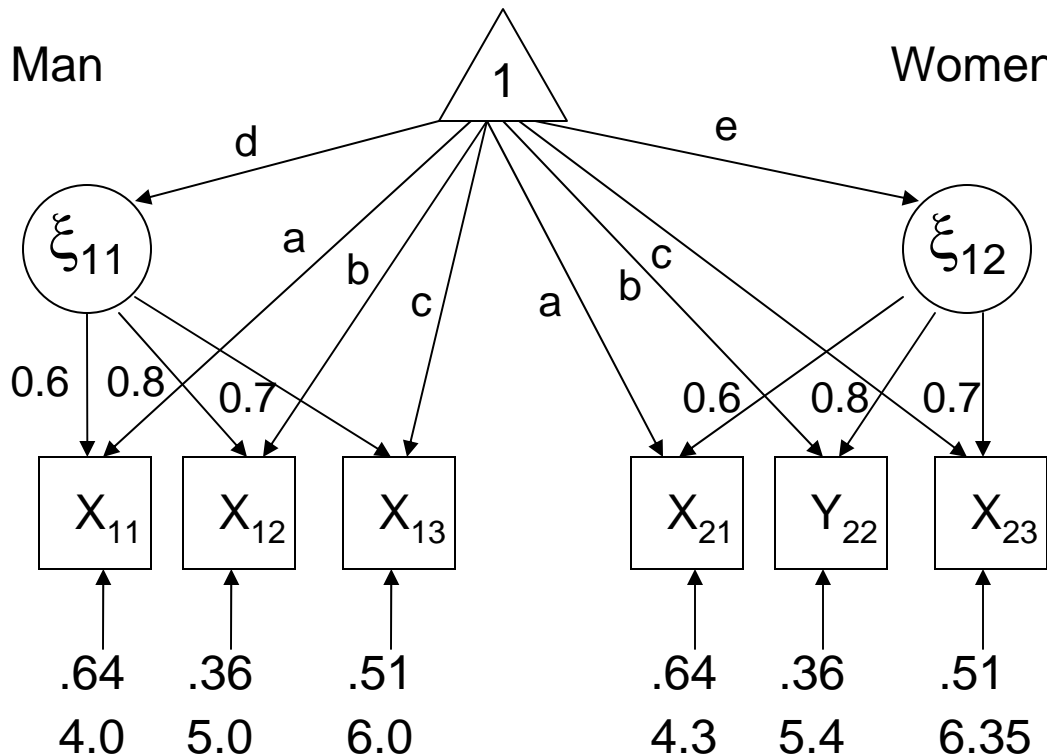 Man
1
Women
d
e
ξ11
ξ12
a
b
c
a
b
c
0.6
0.8
0.7
0.6
0.8
0.7
X11
X12
X13
X21
Y22
X23
.64
.36
.51
.64
.36
.51
4.0
5.0
6.0
4.3
5.4
6.35